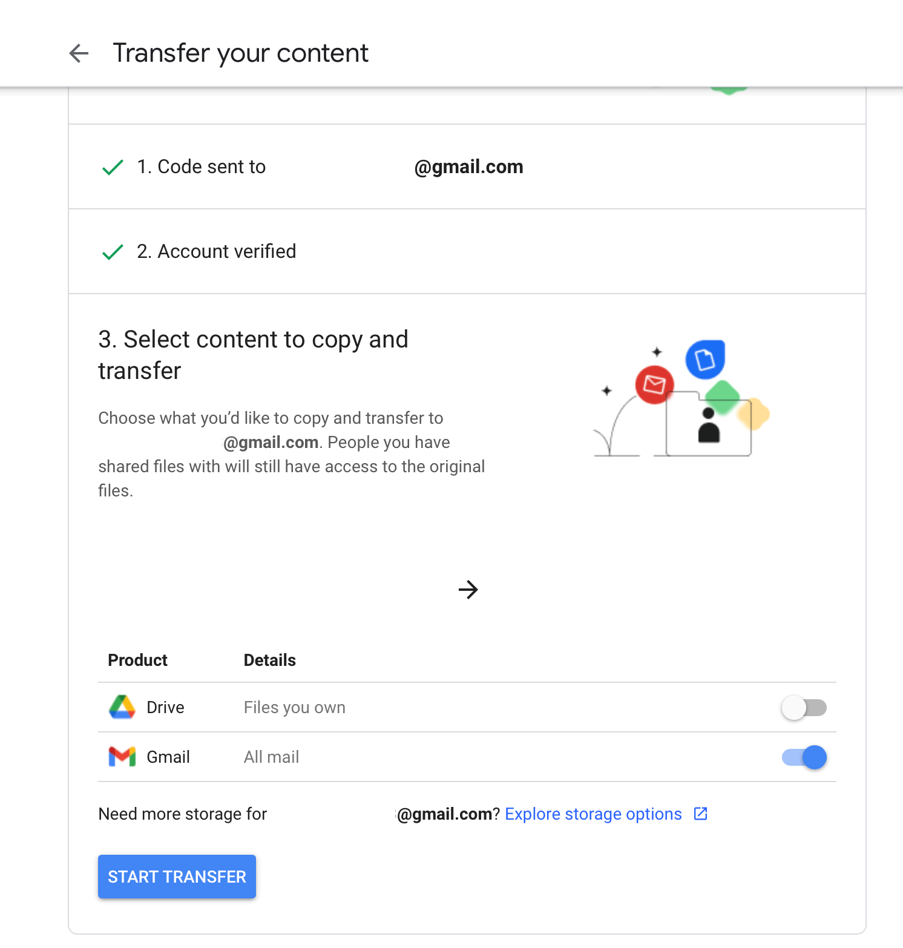 Transfer your content
1. Code sent to @gmail.com
2. Account verified
3. Select content to copy and
transfer
Choose what you’d like to copy and transfer to
@gmail.com. People you have
shared files with will still have access to the original
files.
Product Details
Drive Files you own
Gmail All mail
Need more storage for @gmail.com? Explore storage options
START TRANSFER